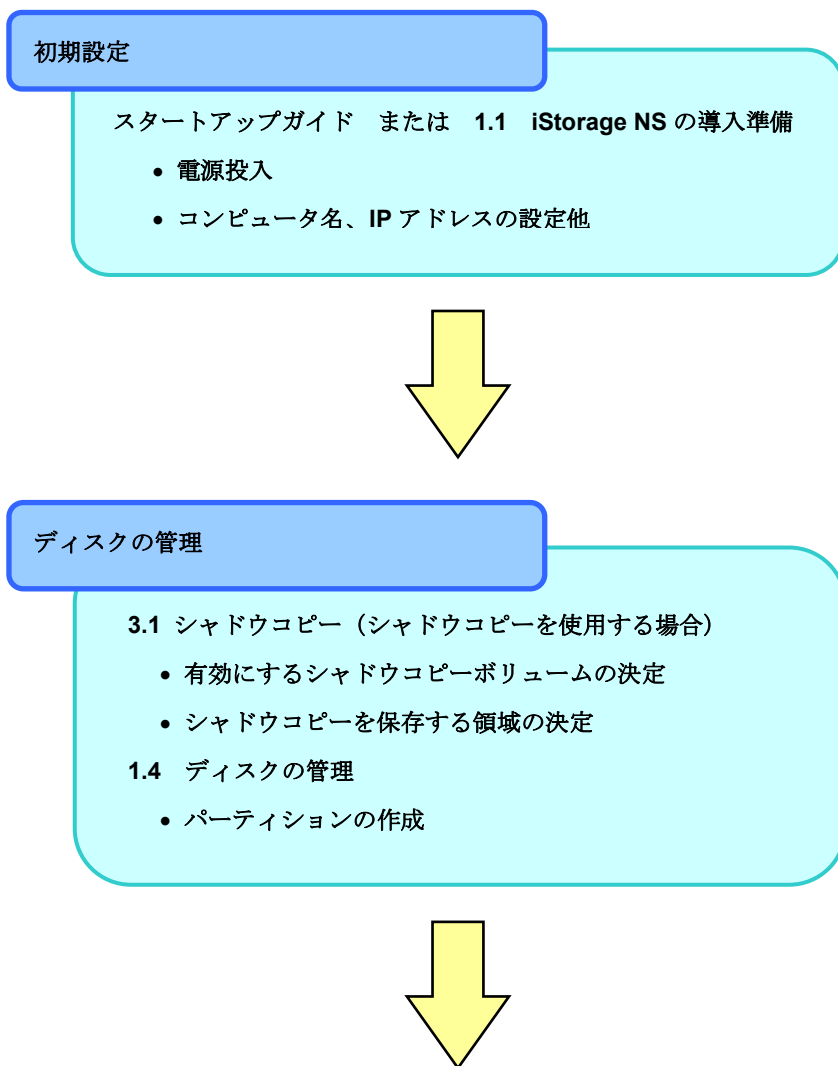 初期設定
スタートアップガイド　または　1.1　iStorage NS の導入準備
• 電源投入
• コンピュータ名、IP アドレスの設定他
ディスクの管理
3.1 シャドウコピー（シャドウコピーを使用する場合）
• 有効にするシャドウコピーボリュームの決定
• シャドウコピーを保存する領域の決定
1.4　ディスクの管理
• パーティションの作成